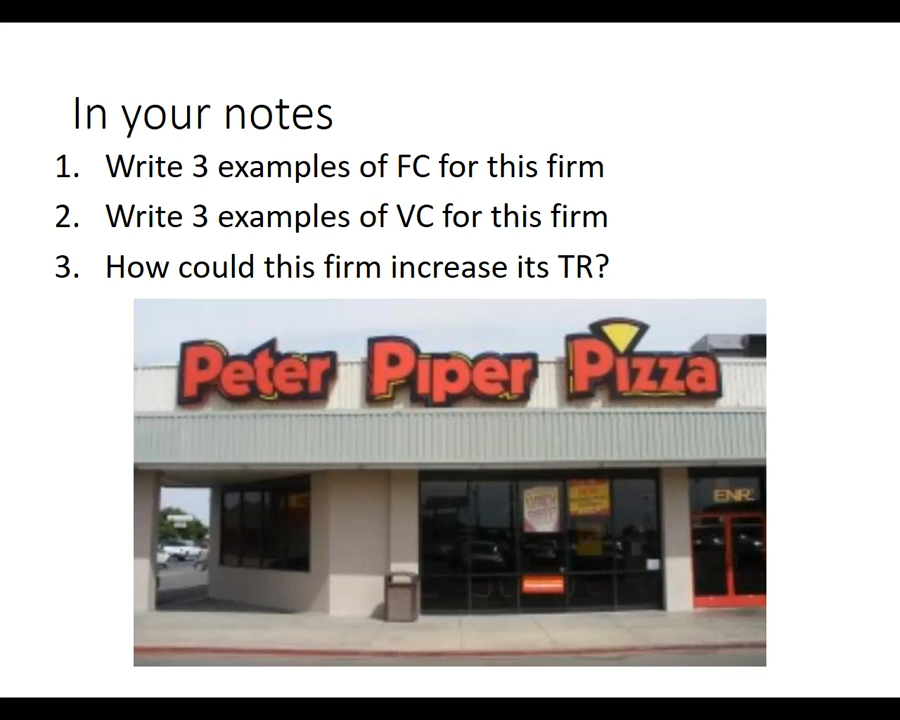 In your notes
1. Write 3 examples of FC for this firm
2. Write 3 examples of VC for this firm
3. How could this firm increase its TR?
Peter Piper Pizza